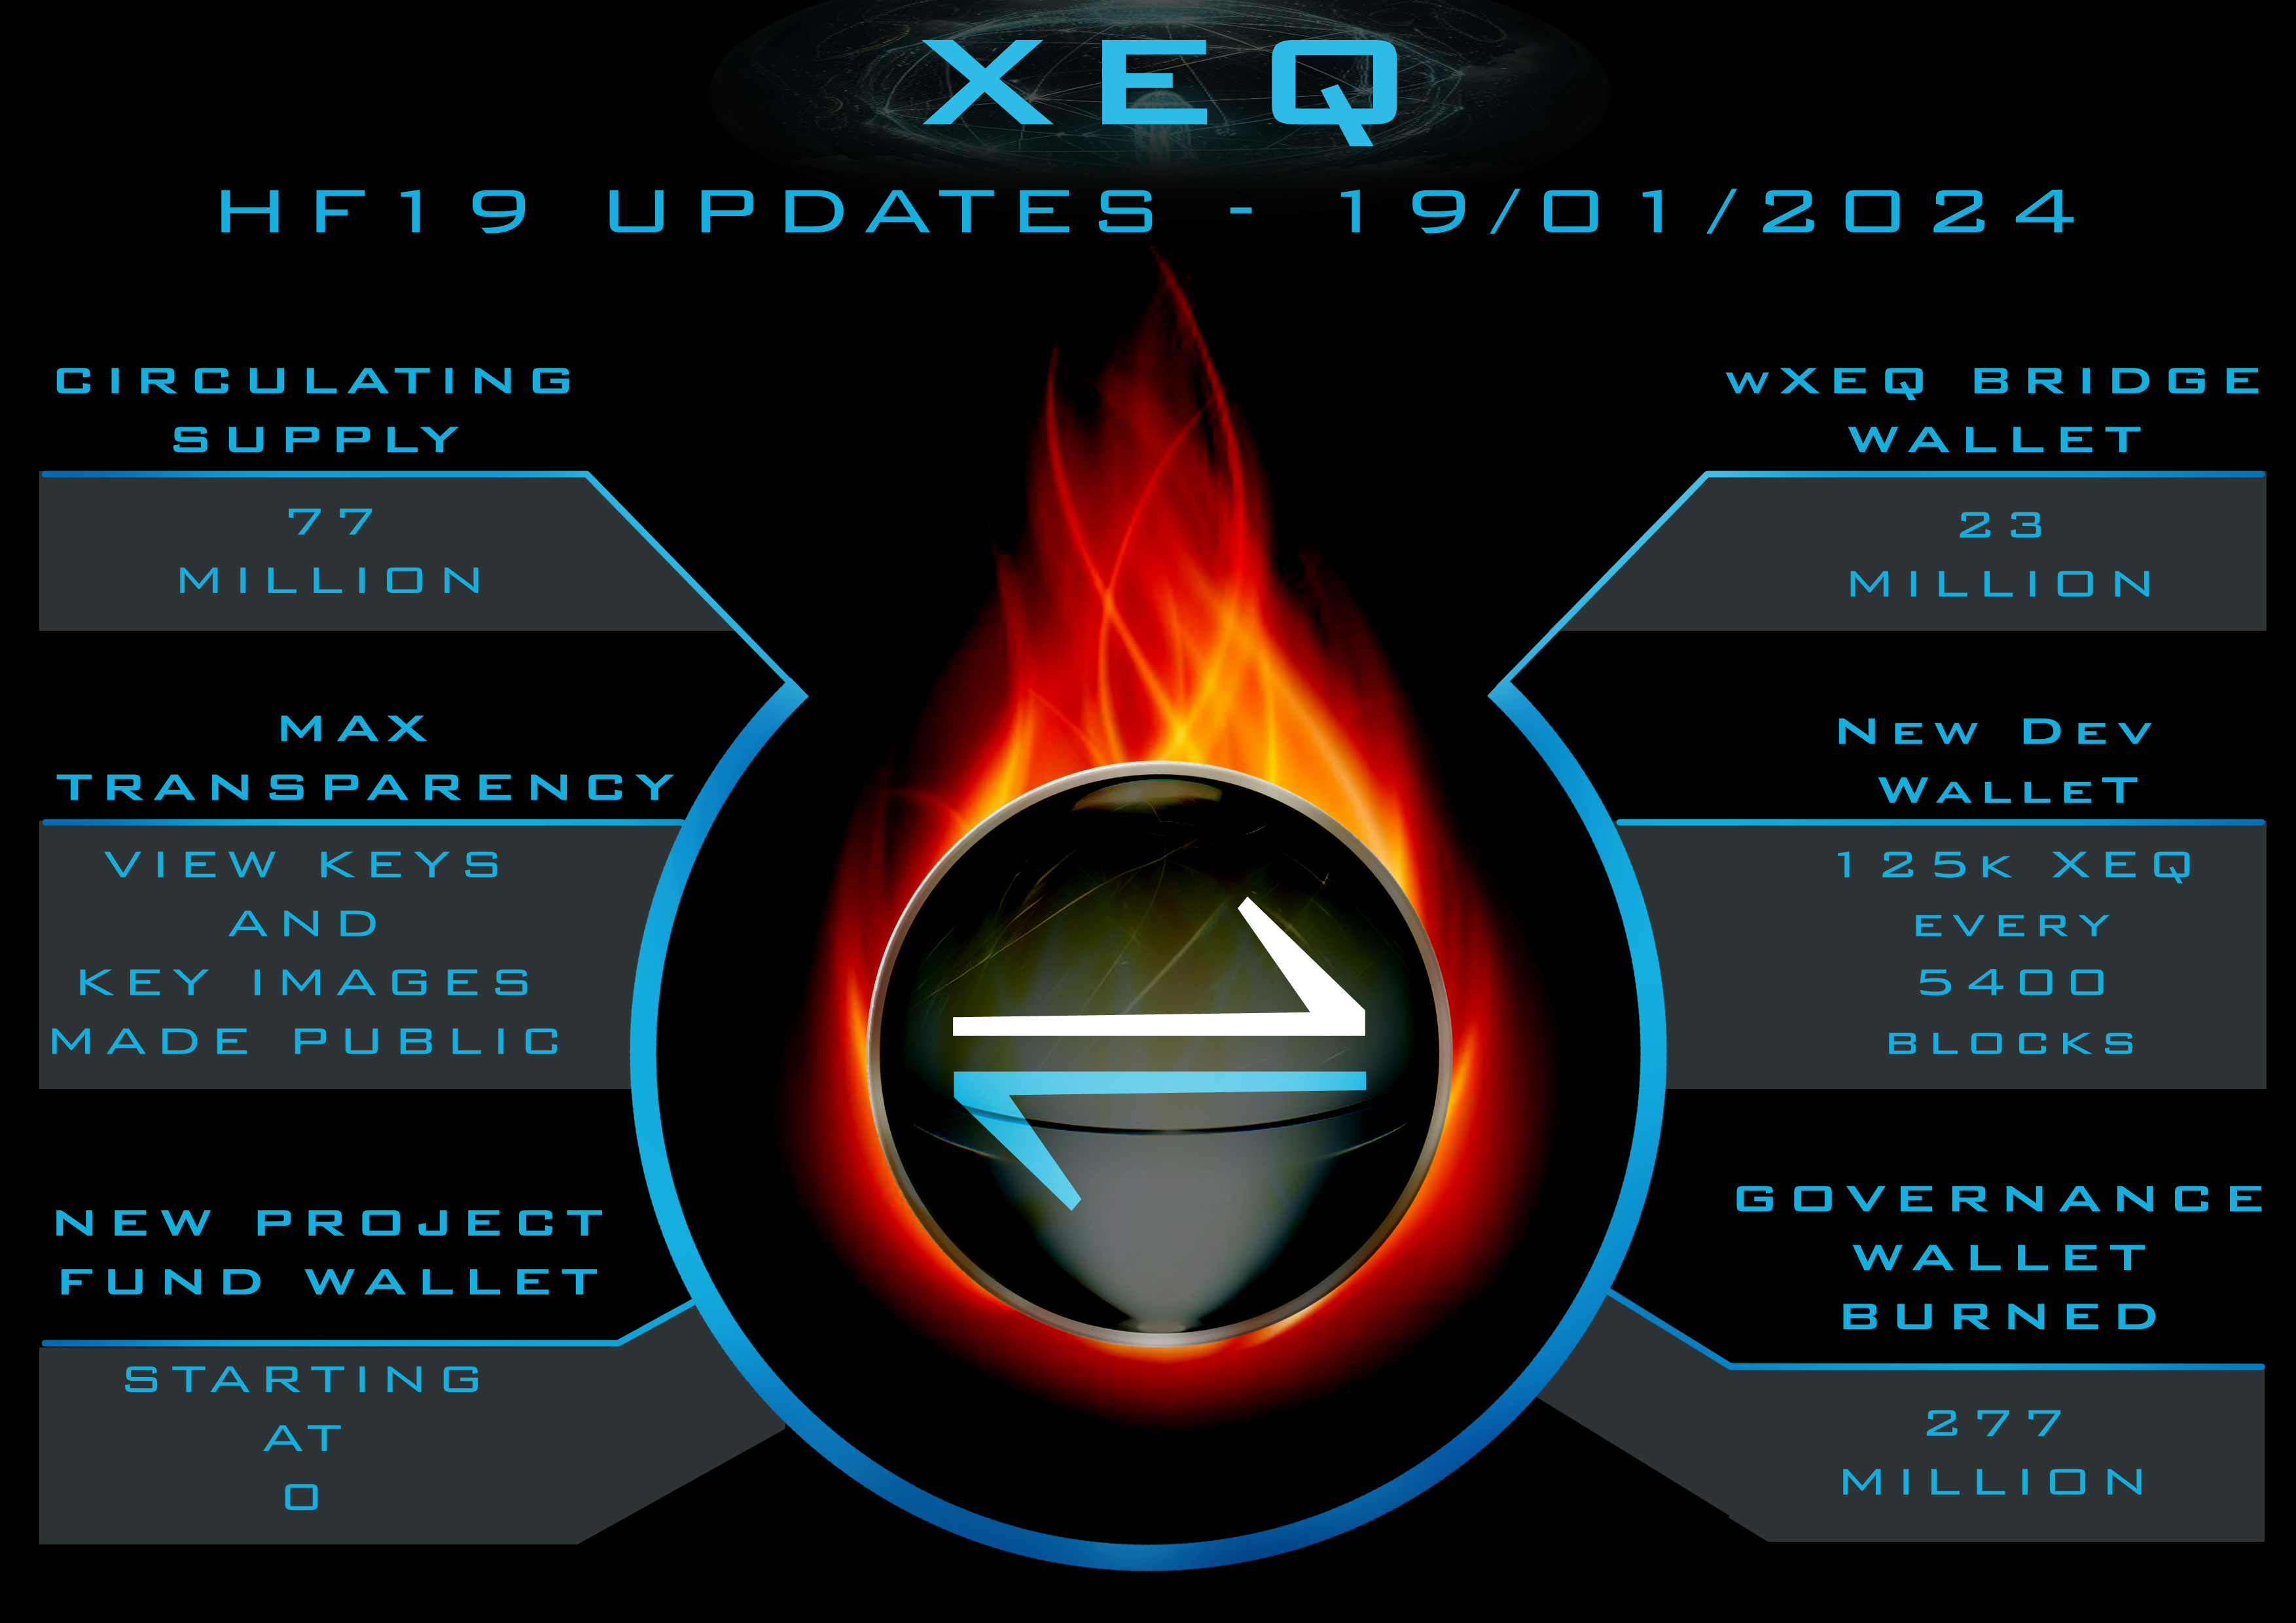 XEQ
HF19 UPDATES - 19/01/2024
CIRCULATING
SUPPLY
77
MILLION
MAX
TRANSPARENCY
VIEW KEYS
AND
KEY IMAGES
MADE PUBLIC
NEW PROJECT
FUND WALLET
STARTING
AT
0
wXEQ BRIDGE
WALLET
23
MILLION
New Dev
Wallet
125k XEQ
EVERY
5400
BLOCKS
GOVERNANCE
WALLET
BURNED
277
MILLION